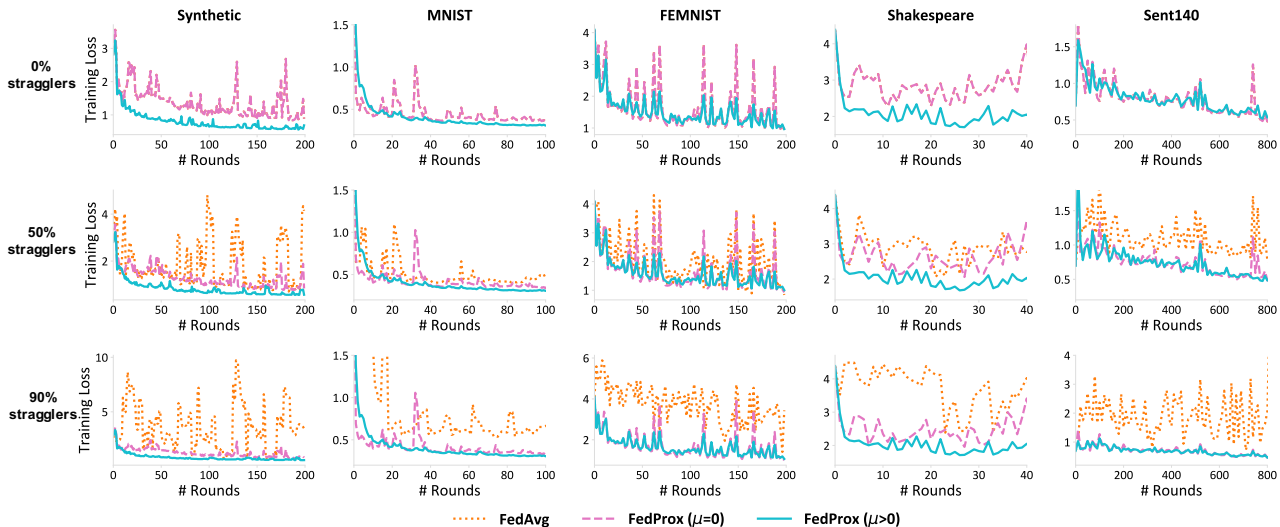 Synthetic MNIST FEMNIST Shakespeare Sent140
0%
stragglers
Training Loss
3
2
1
0 50 100 150 200
# Rounds
1.5
1.0
0.5
0 20 40 60 80 100
# Rounds
4
3
2
1
0 50 100 150 200
# Rounds
4
3
2
0 10 20 30 40
# Rounds
1.5
1.0
0.5
0 200 400 600 800
# Rounds
50%
stragglers
Training Loss
4
2
0 50 100 150 200
# Rounds
1.5
1.0
0.5
0 20 40 60 80 100
# Rounds
4
3
2
1
0 50 100 150 200
# Rounds
4
3
2
0 10 20 30 40
# Rounds
1.5
1.0
0.5
0 200 400 600 800
# Rounds
90%
stragglers
Training Loss
10
5
0 50 100 150 200
# Rounds
1.5
1.0
0.5
0 20 40 60 80 100
# Rounds
6
4
2
0 50 100 150 200
# Rounds
4
3
2
0 10 20 30 40
# Rounds
4
3
2
1
0 200 400 600 800
# Rounds
FedAvg FedProx (μ=0) FedProx (μ>0)